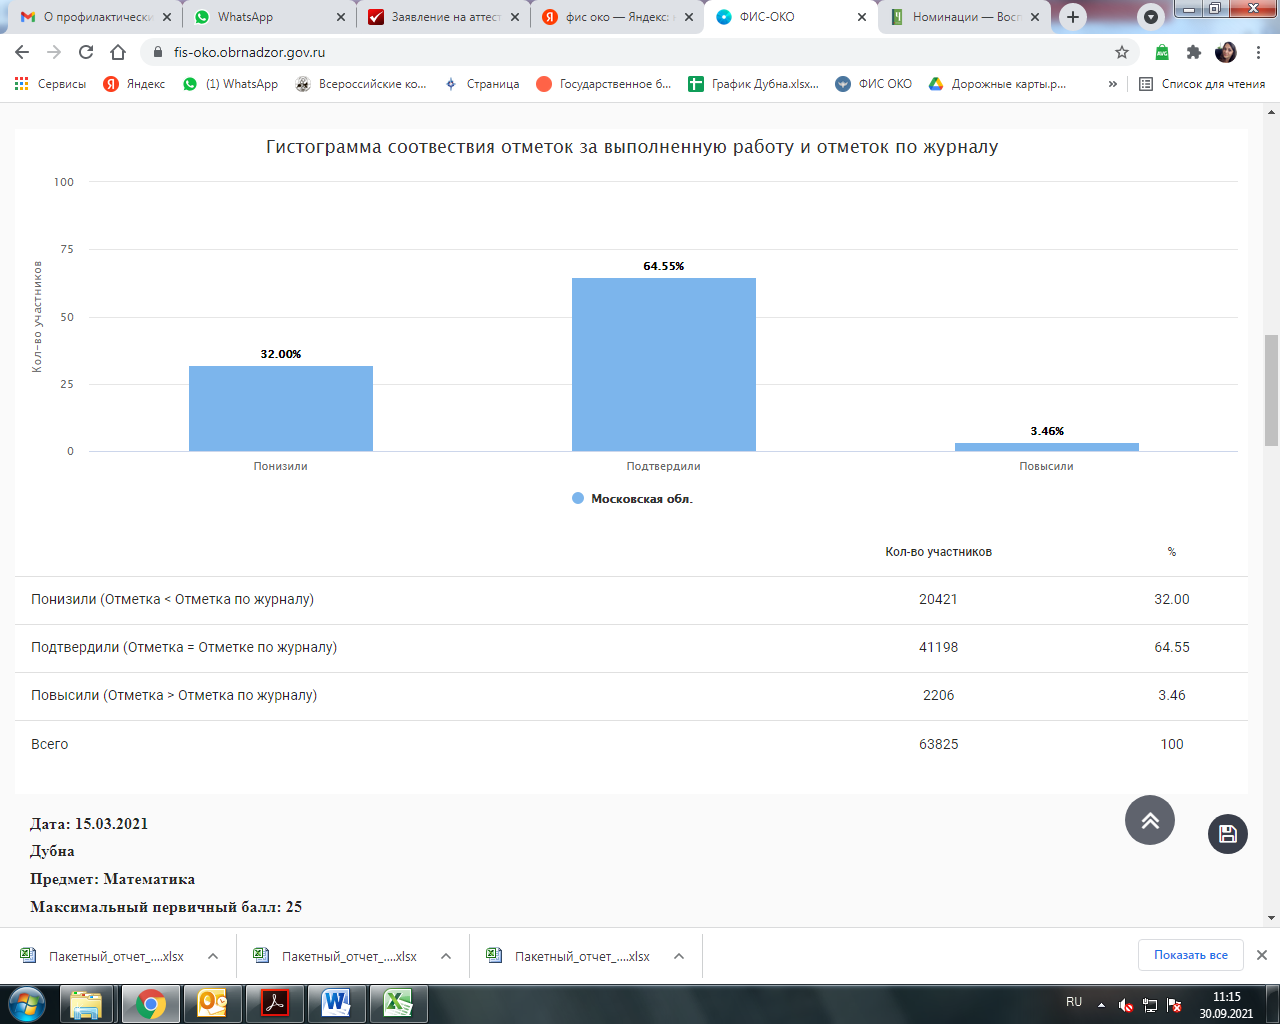 О профилактически
WhatsApp
Заявление на аттест
фис око — Яндекс:
ФИС-ОКО
Номинации — Восп
fis-oko.obrnadzor.gov.ru
Сервисы
Яндекс
(1) WhatsApp
Всероссийские ко...
Страница
Государственное б...
График Дубна.xlsx...
ФИС ОКО
Дорожные карты.р...
»
Список для чтения
Гистограмма соотвествия отметок за выполненную работу и отметок по журналу
Кол-во участников
100
75
50
25
0
32.00%
64.55%
3.46%
Понизили
Подтвердили
Повысили
Московская обл.
Кол-во участников %
Понизили (Отметка < Отметка по журналу) 20421 32.00
Подтвердили (Отметка = Отметке по журналу) 41198 64.55
Повысили (Отметка > Отметка по журналу) 2206 3.46
Всего 63825 100
Дата: 15.03.2021
Дубна
Предмет: Математика
Максимальный первичный балл: 25
Пакетный_отчет_....xlsx
Пакетный_отчет_....xlsx
Пакетный_отчет_....xlsx
Показать все
RU
11:15
30.09.2021